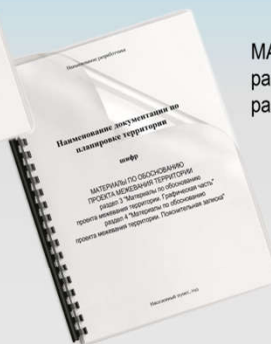 Наименование разработчика
Наименование документации по
планировке территории
шифр
МАТЕРИАЛЫ ПО ОБОСНОВАНИЮ
ПРОЕКТА МЕЖЕВАНИЯ ТЕРРИТОРИИ
раздел 3 "Материалы по обоснованию
проекта межевания территории. Графическая часть"
раздел 4 "Материалы по обоснованию
проекта межевания территории. Пояснительная записка"
Населенный пункт, год
МА
ра
ра